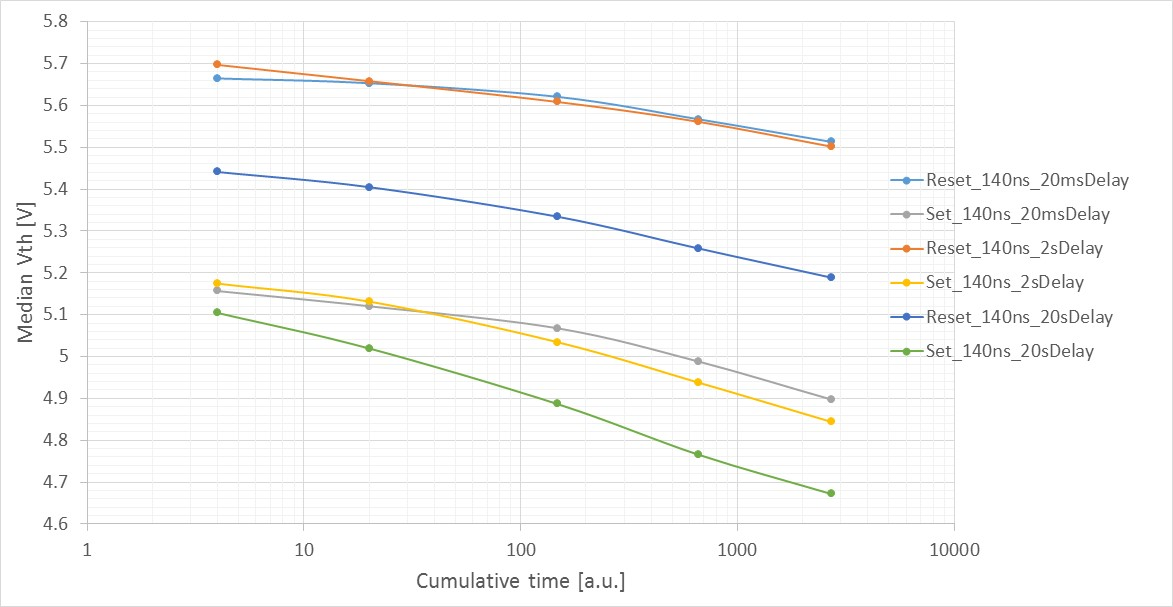 5.8
5.7
5.6
5.5
5.4
5.3
5.2
5.1
5
4.9
4.8
4.7
4.6
Median Vth [V]
1 10 100 1000 10000
Cumulative time [a.u.]
Reset_140ns_20msDelay
Set_140ns_20msDelay
Reset_140ns_2sDelay
Set_140ns_2sDelay
Reset_140ns_20sDelay
Set_140ns_20sDelay